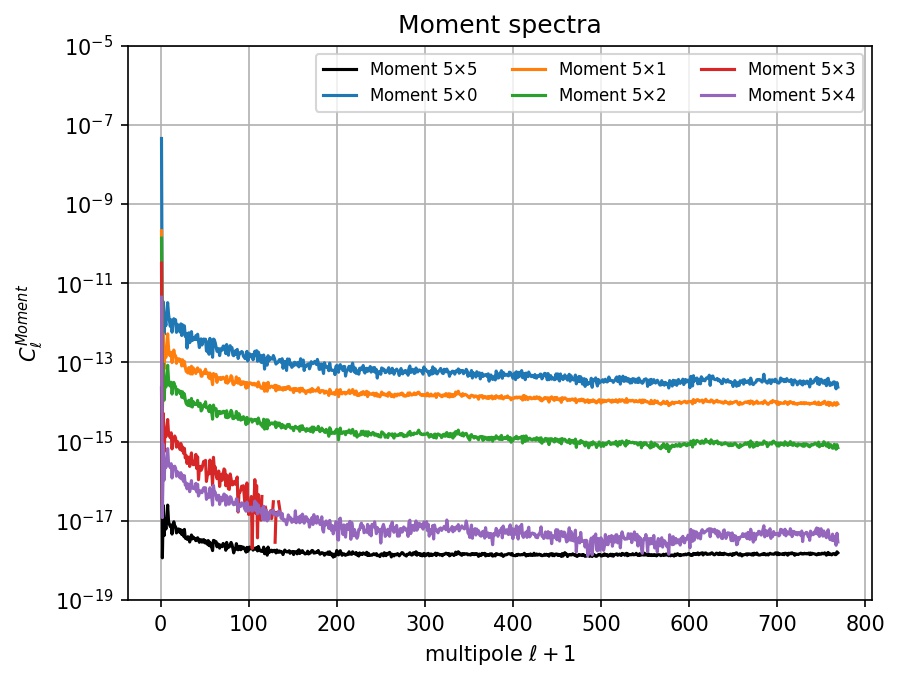 Moment spectra
Moment 5×5
Moment 5×0
Moment 5×1
Moment 5×2
Moment 5×3
Moment 5×4
10⁻⁵
10⁻⁷
10⁻⁹
10⁻¹¹
10⁻¹³
10⁻¹⁵
10⁻¹⁷
10⁻¹⁹
C_ℓ^Moment
0 100 200 300 400 500 600 700 800
multipole ℓ + 1